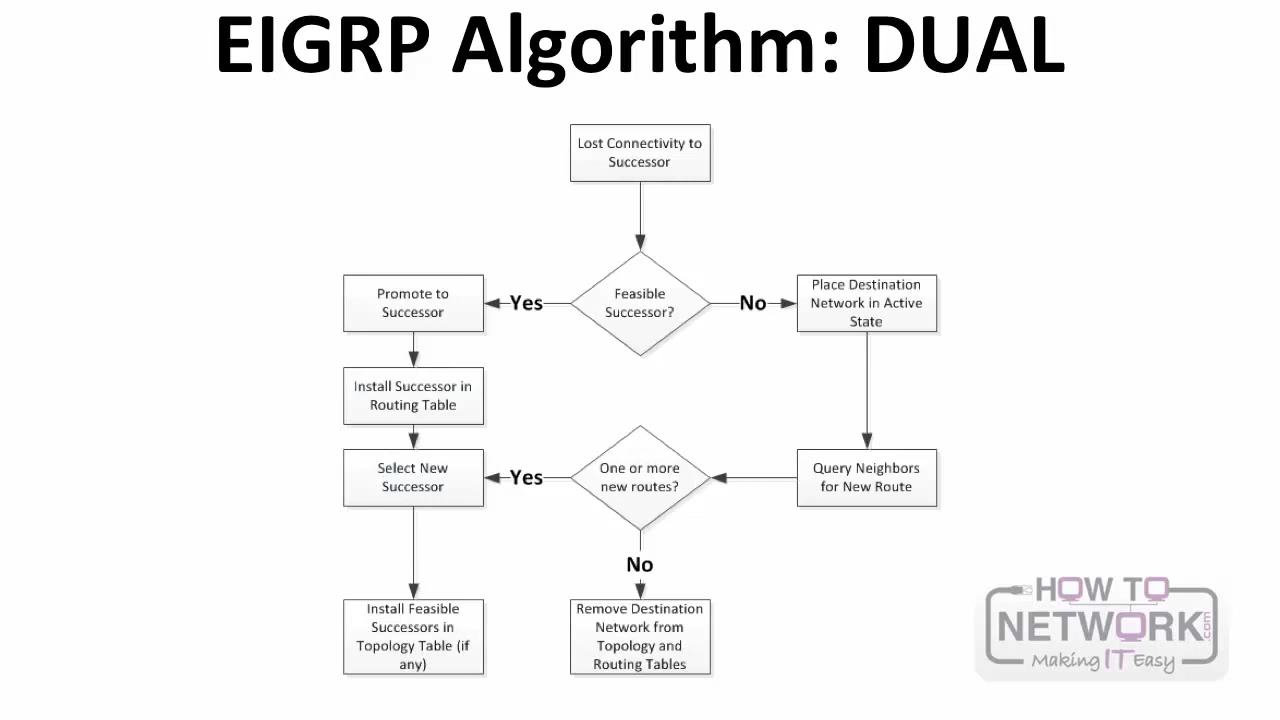 EIGRP Algorithm: DUAL
Lost Connectivity to
Successor
Feasible
Successor?
Yes
No
Promote to
Successor
Place Destination
Network in Active
State
Install Successor in
Routing Table
Select New
Successor
Yes
One or more
new routes?
Query Neighbors
for New Route
No
Install Feasible
Successors in
Topology Table (if
any)
Remove Destination
Network from
Topology and
Routing Tables
HOW TO
NETWORK.com
Making IT Easy